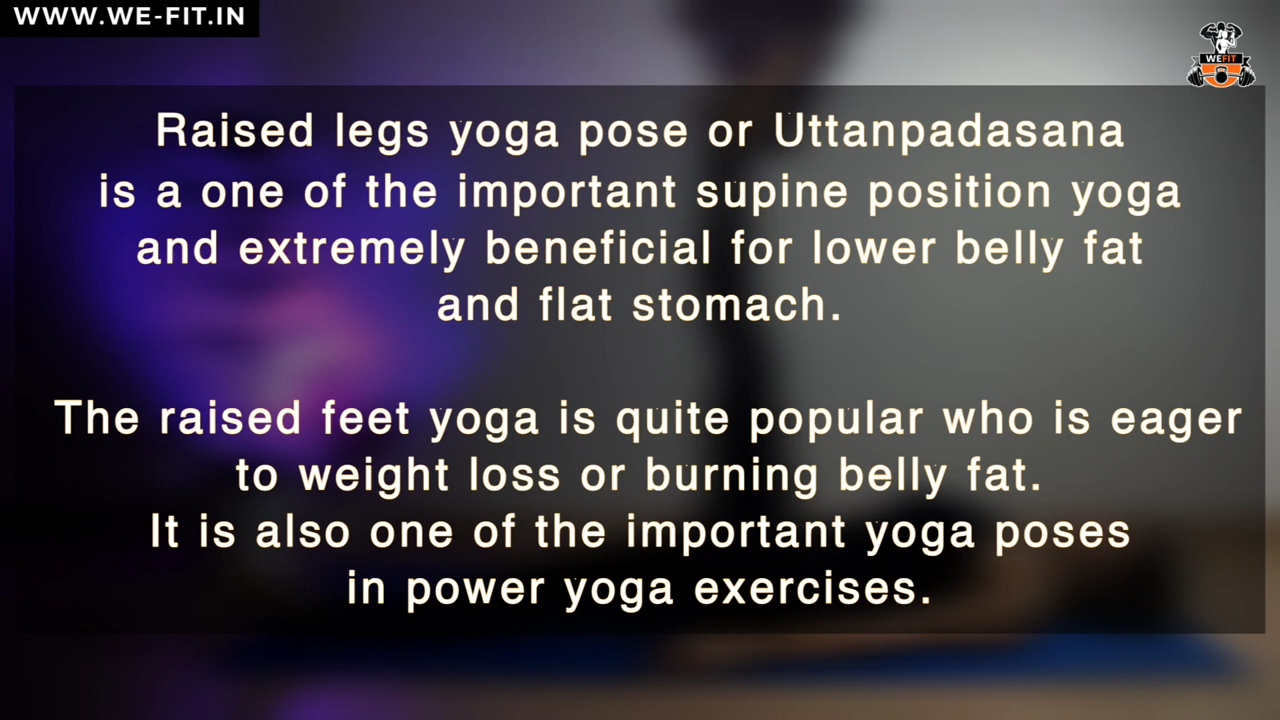 WWW.WE-FIT.IN
WEFIT
Raised legs yoga pose or Uttanpadasana
is a one of the important supine position yoga
and extremely beneficial for lower belly fat
and flat stomach.
The raised feet yoga is quite popular who is eager
to weight loss or burning belly fat.
It is also one of the important yoga poses
in power yoga exercises.